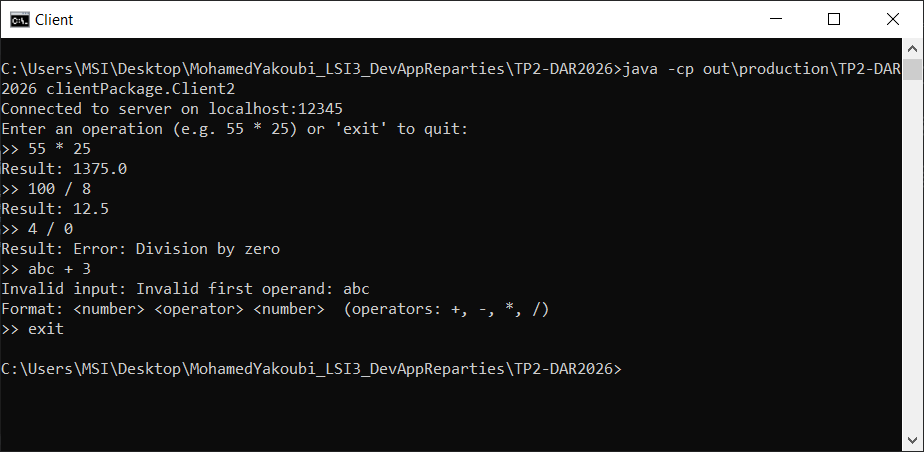 Client
C:\Users\MSI\Desktop\MohamedYakoubi_LSI3_DevAppReparties\TP2-DAR2026>java -cp out\production\TP2-DAR
2026 clientPackage.Client2
Connected to server on localhost:12345
Enter an operation (e.g. 55 * 25) or 'exit' to quit:
>> 55 * 25
Result: 1375.0
>> 100 / 8
Result: 12.5
>> 4 / 0
Result: Error: Division by zero
>> abc + 3
Invalid input: Invalid first operand: abc
Format: <number> <operator> <number>  (operators: +, -, *, /)
>> exit
C:\Users\MSI\Desktop\MohamedYakoubi_LSI3_DevAppReparties\TP2-DAR2026>